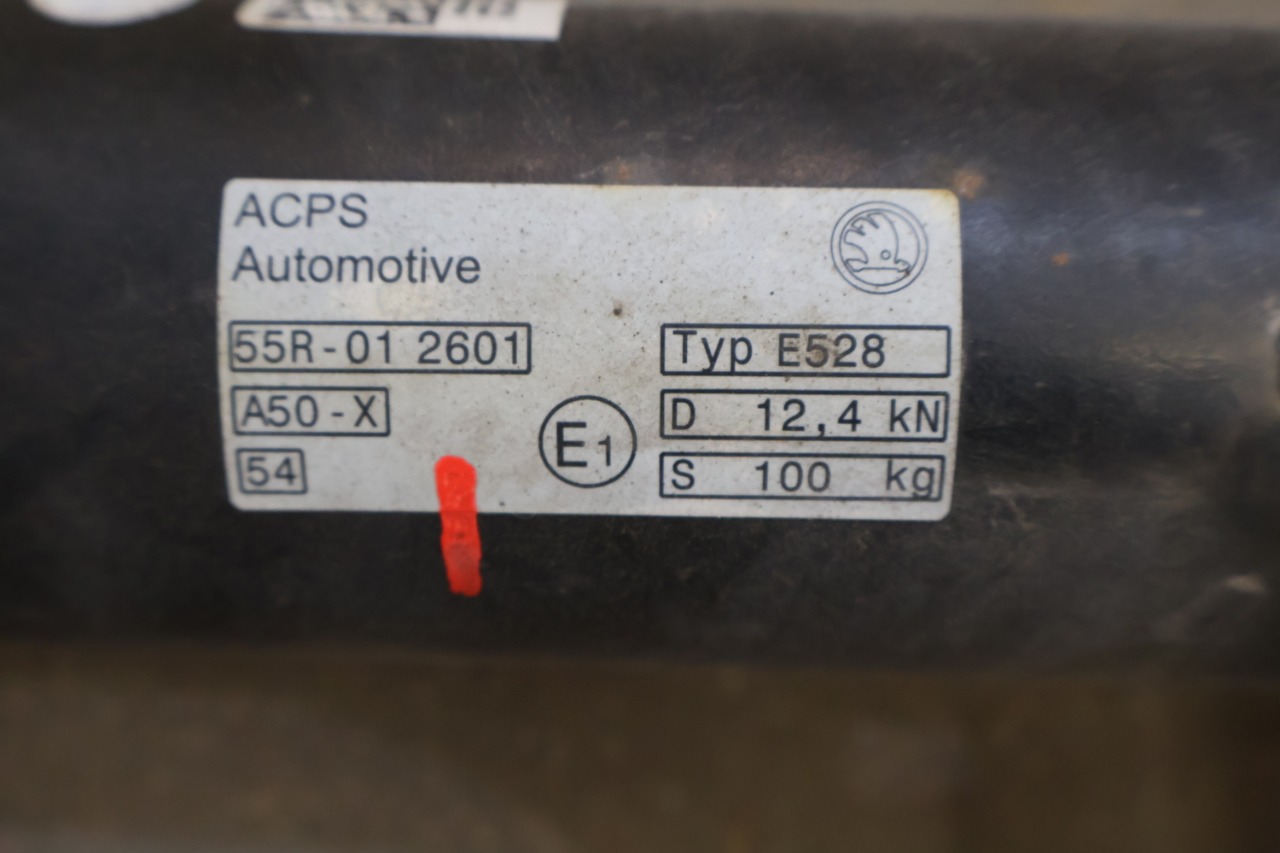 ACPS
Automotive
55R-01 2601
A50-X
54
E1
Typ E528
D 12,4 kN
S 100 kg